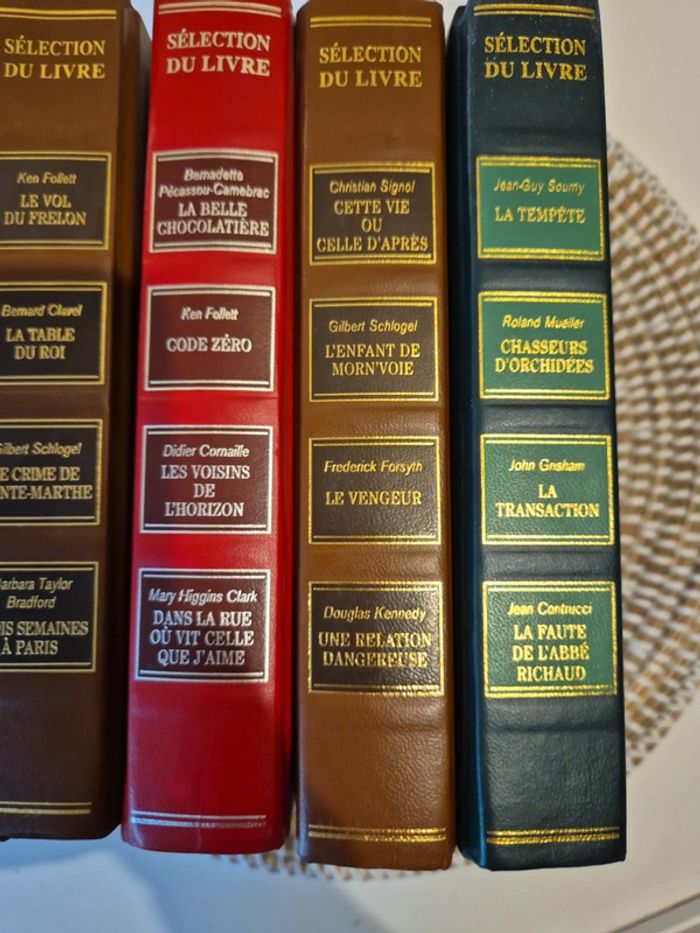 SÉLECTION
DU LIVRE
Ken Follett
LE VOL
DU FRELON
Bernard Clavel
LA TABLE
DU ROI
Gilbert Schlogel
CRIME DE
MARTHE
Barbara Taylor
Bradford
SEMAINES
À PARIS
SÉLECTION
DU LIVRE
Bernadette
Pécassou-Camebrac
LA BELLE
CHOCOLATIÈRE
Ken Follett
CODE ZÉRO
Didier Cornaille
LES VOISINS
DE
L'HORIZON
Mary Higgins Clark
DANS LA RUE
OÙ VIT CELLE
QUE J'AIME
SÉLECTION
DU LIVRE
Christian Signol
CETTE VIE
OU
CELLE D'APRÈS
Gilbert Schlogel
L'ENFANT DE
MORN'VOIE
Frederick Forsyth
LE VENGEUR
Douglas Kennedy
UNE RELATION
DANGEREUSE
SÉLECTION
DU LIVRE
Jean-Guy Soumy
LA TEMPÊTE
Roland Mueller
CHASSEURS
D'ORCHIDÉES
John Grisham
LA
TRANSACTION
Jean Contrucci
LA FAUTE
DE L'ABBÉ
RICHAUD